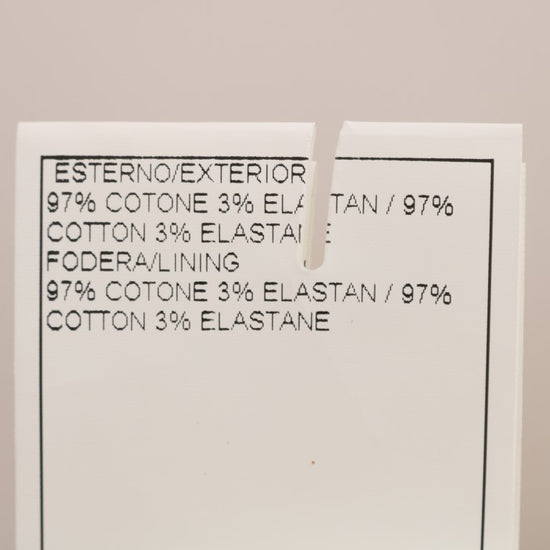 ESTERNO/EXTERIOR
97% COTONE 3% ELASTAN / 97%
COTTON 3% ELASTANE
FODERA/LINING
97% COTONE 3% ELASTAN / 97%
COTTON 3% ELASTANE